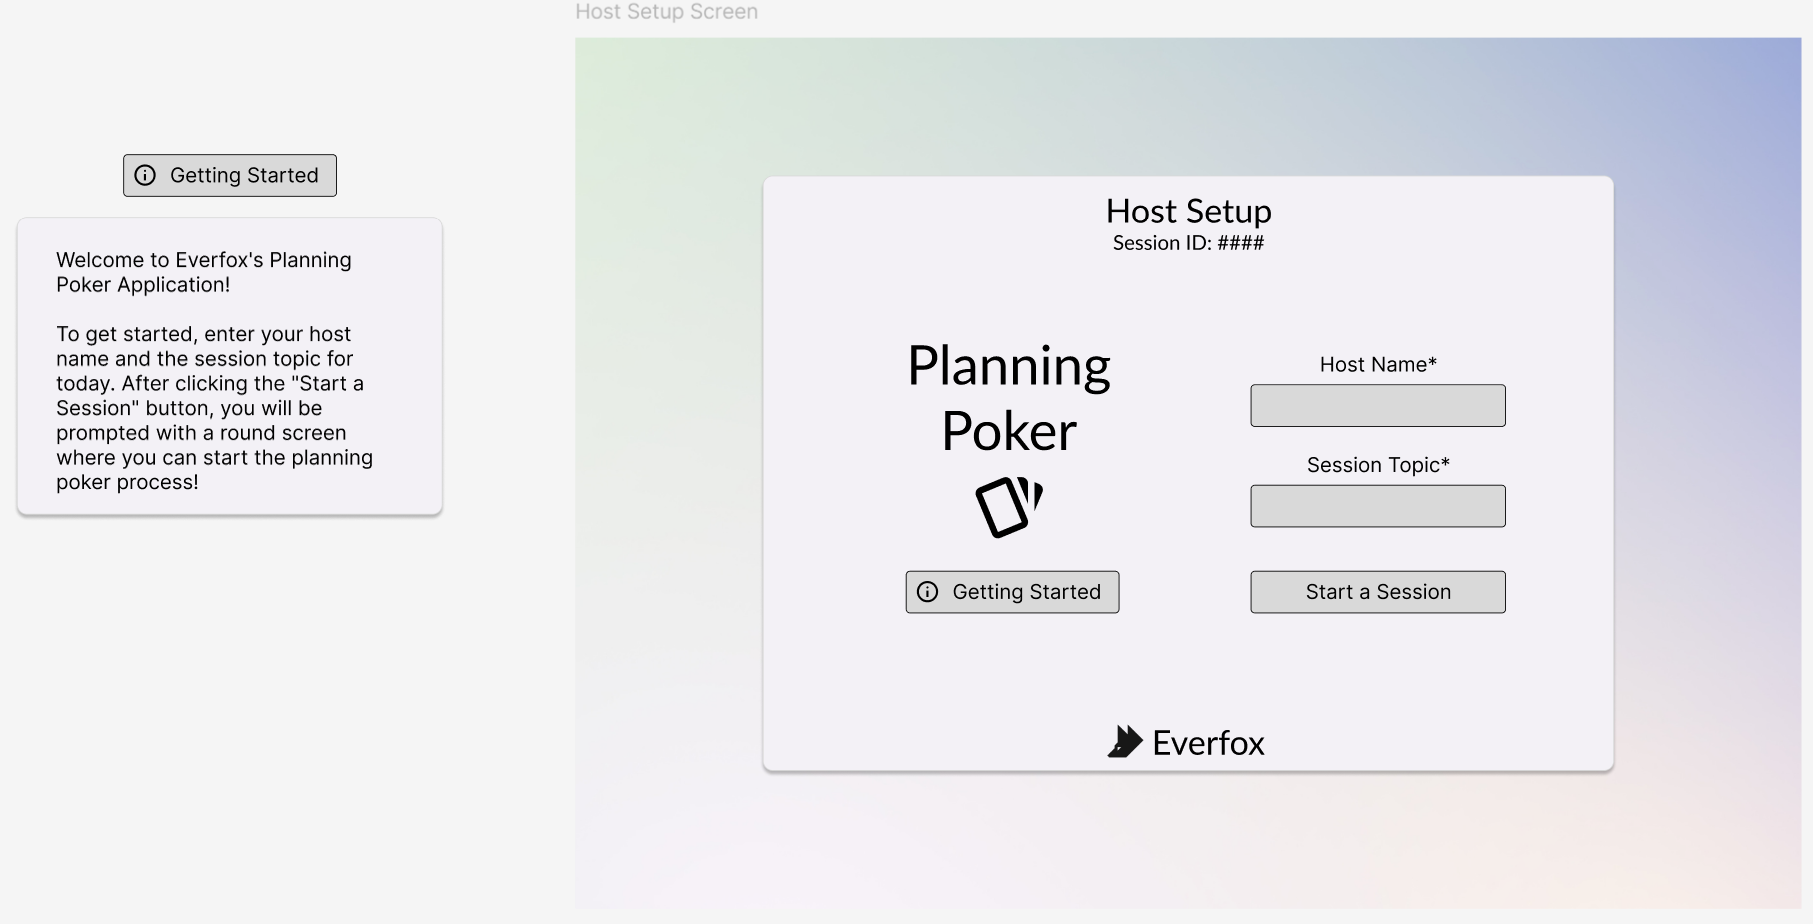 Host Setup Screen
Getting Started
Welcome to Everfox's Planning
Poker Application!
To get started, enter your host
name and the session topic for
today. After clicking the "Start a
Session" button, you will be
prompted with a round screen
where you can start the planning
poker process!
Host Setup
Session ID: ####
Planning
Poker
Getting Started
Host Name*
Session Topic*
Start a Session
Everfox